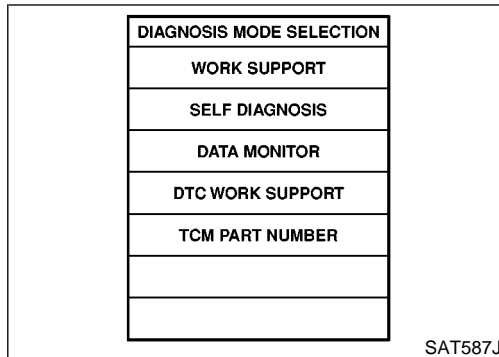 DIAGNOSIS MODE SELECTION
WORK SUPPORT
SELF DIAGNOSIS
DATA MONITOR
DTC WORK SUPPORT
TCM PART NUMBER
SAT587J